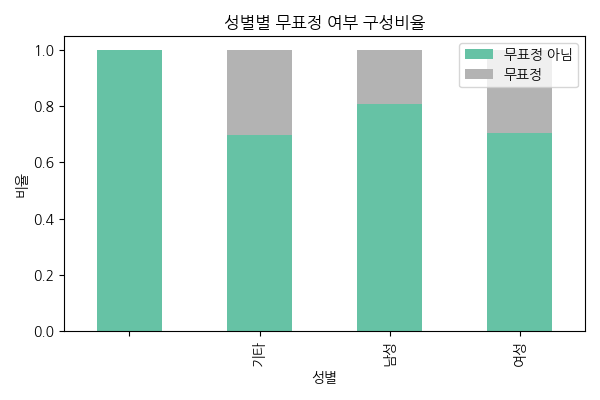 성별별 무표정 여부 구성비율
무표정 아님
무표정
비율
1.0
0.8
0.6
0.4
0.2
0.0
기타
남성
여성
성별